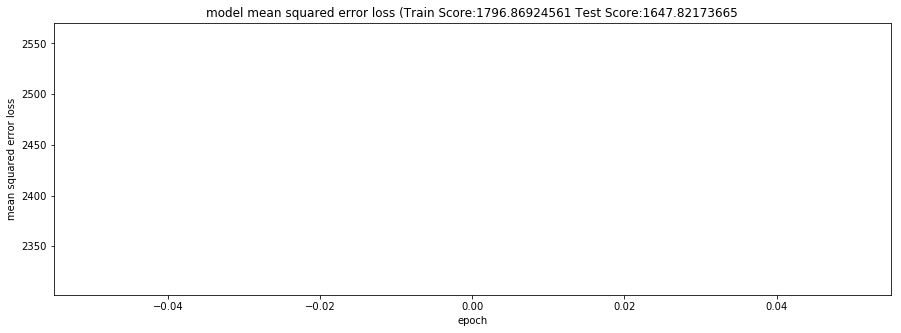 model mean squared error loss (Train Score:1796.86924561 Test Score:1647.82173665
2550
2500
2450
2400
2350
mean squared error loss
−0.04 −0.02 0.00 0.02 0.04
epoch